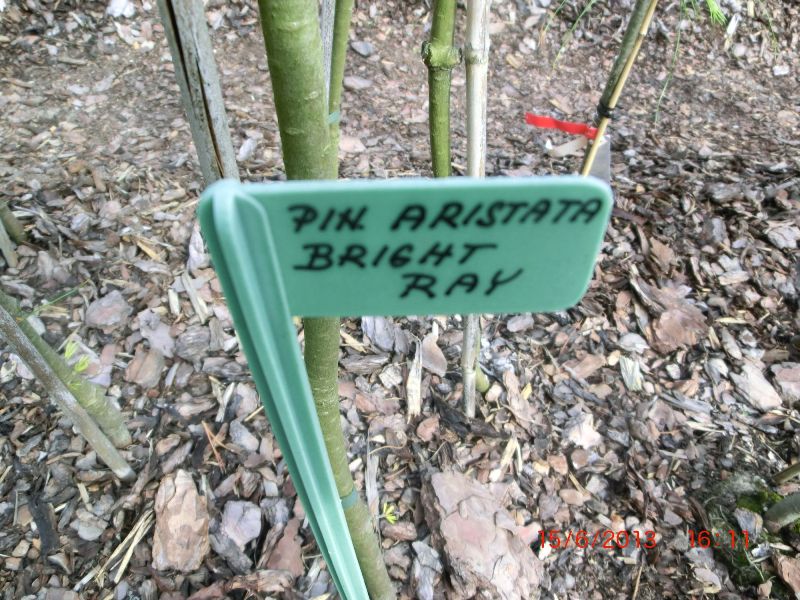 PIN. ARISTATA
BRIGHT
RAY
15/6/2013 16:11